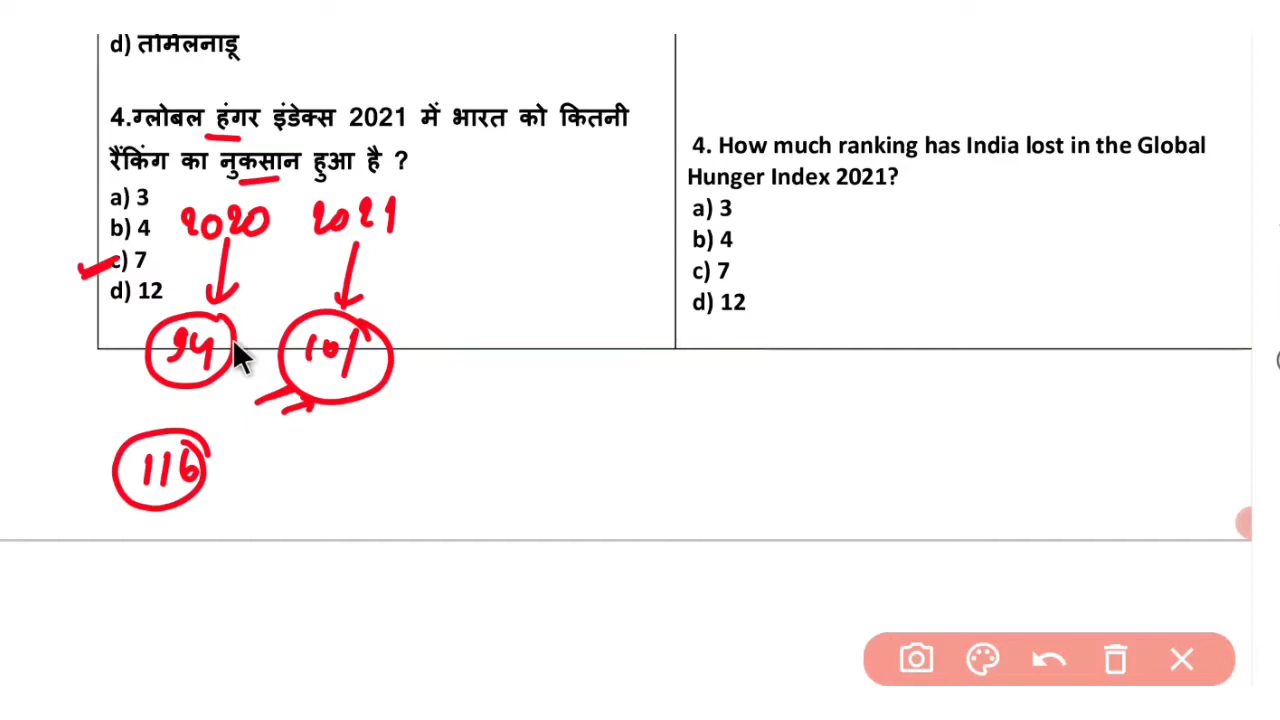 d) तामिलनाडू
4.ग्लोबल हंगर इंडेक्स 2021 में भारत को कितनी
रैंकिंग का नुकसान हुआ है ?
a) 3
b) 4
c) 7
d) 12
2020 2021
94 101
116
4. How much ranking has India lost in the Global
Hunger Index 2021?
a) 3
b) 4
c) 7
d) 12